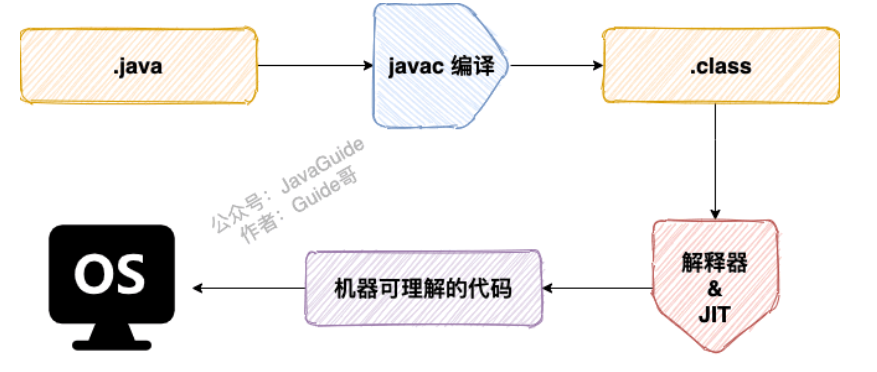 .java
javac 编译
.class
公众号：JavaGuide
作者：Guide哥
OS
机器可理解的代码
解释器
&
JIT